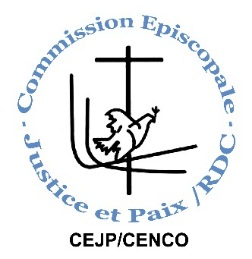 Commission Episcopale
- Justice et Paix /RDC -
CEJP/CENCO